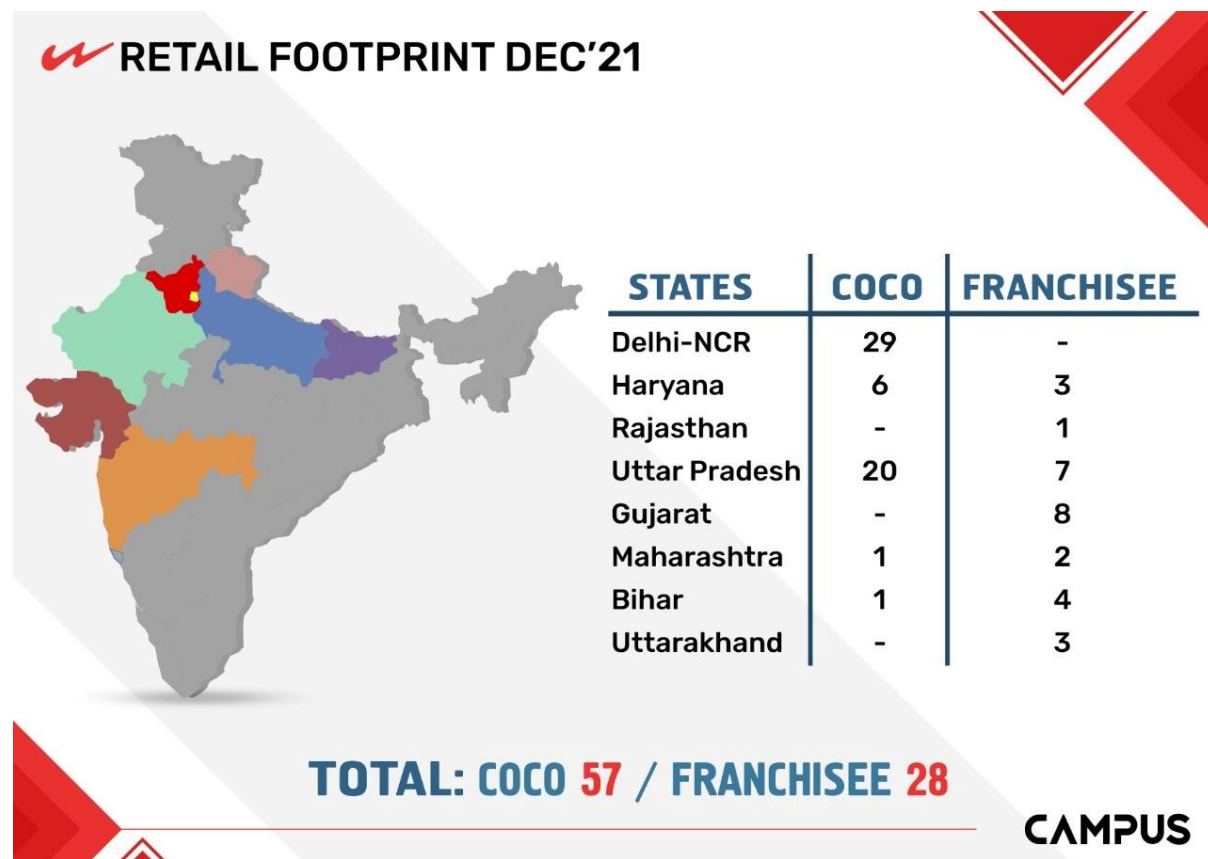 RETAIL FOOTPRINT DEC'21
STATES COCO FRANCHISEE
Delhi-NCR 29 -
Haryana 6 3
Rajasthan - 1
Uttar Pradesh 20 7
Gujarat - 8
Maharashtra 1 2
Bihar 1 4
Uttarakhand - 3
TOTAL: COCO 57 / FRANCHISEE 28
CAMPUS